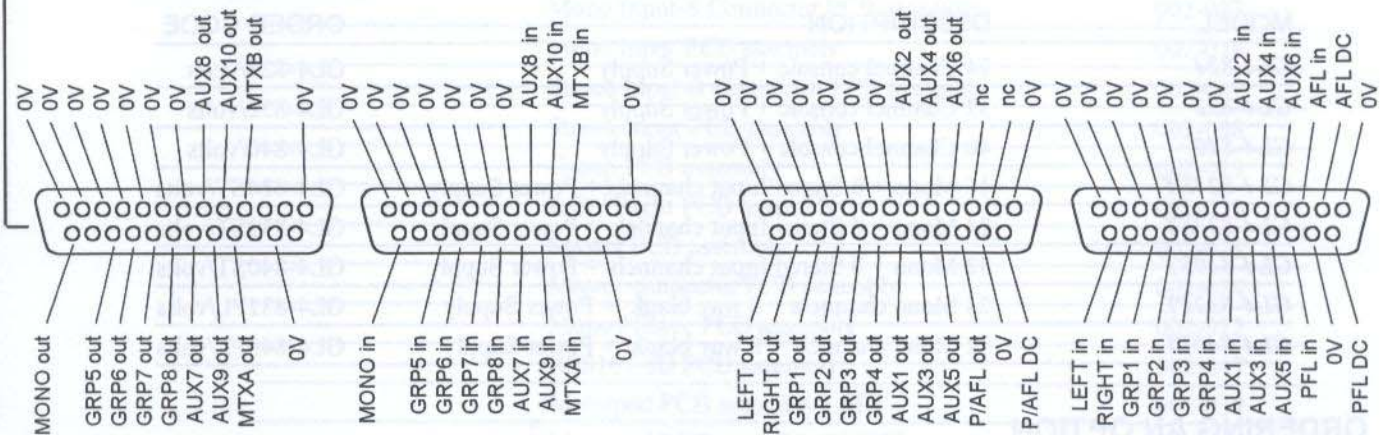 0V
0V
0V
0V
0V
0V
0V
AUX8 out
AUX10 out
MTXB out
0V
MONO out
GRP5 out
GRP6 out
GRP7 out
GRP8 out
AUX7 out
AUX9 out
MTXA out
0V
0V
0V
0V
0V
0V
0V
0V
AUX8 in
AUX10 in
MTXB in
0V
MONO in
GRP5 in
GRP6 in
GRP7 in
GRP8 in
AUX7 in
AUX9 in
MTXA in
0V
0V
0V
0V
0V
0V
0V
0V
AUX2 out
AUX4 out
AUX6 out
nc
nc
0V
LEFT out
RIGHT out
GRP1 out
GRP2 out
GRP3 out
GRP4 out
AUX1 out
AUX3 out
AUX5 out
P/AFL out
0V
P/AFL DC
0V
0V
0V
0V
0V
0V
0V
AUX2 in
AUX4 in
AUX6 in
AFL in
AFL DC
0V
LEFT in
RIGHT in
GRP1 in
GRP2 in
GRP3 in
GRP4 in
AUX1 in
AUX3 in
AUX5 in
PFL in
0V
PFL DC